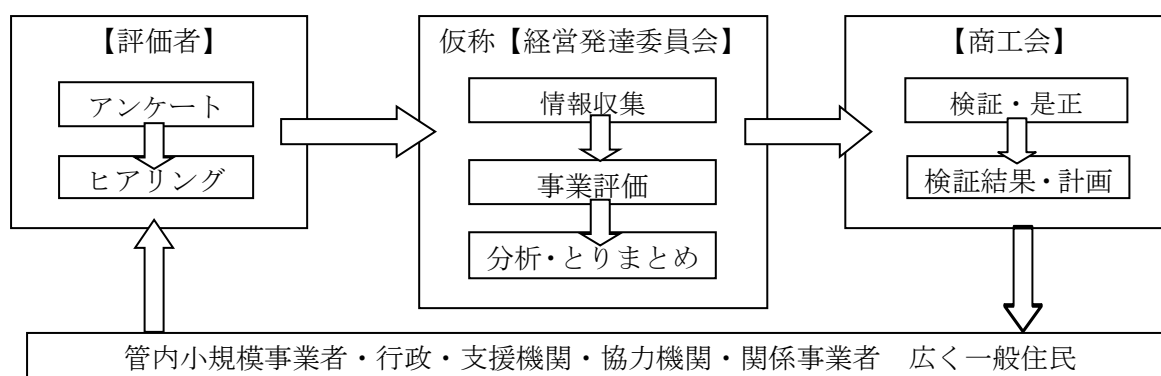 【評価者】
アンケート
ヒアリング
仮称【経営発達委員会】
情報収集
事業評価
分析・とりまとめ
【商工会】
検証・是正
検証結果・計画
管内小規模事業者・行政・支援機関・協力機関・関係事業者　広く一般住民